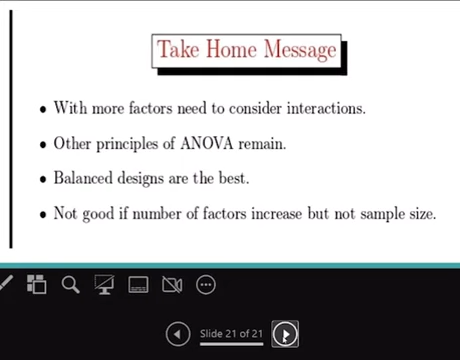 Take Home Message
• With more factors need to consider interactions.
• Other principles of ANOVA remain.
• Balanced designs are the best.
• Not good if number of factors increase but not sample size.
Slide 21 of 21